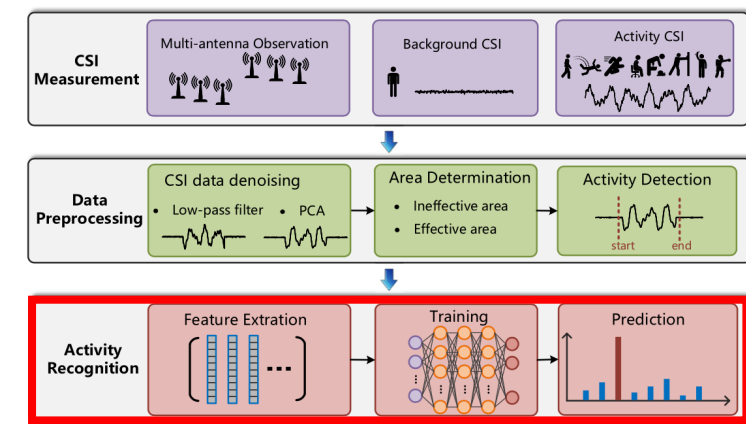 CSI
Measurement
Multi-antenna Observation
Background CSI
Activity CSI
Data
Preprocessing
CSI data denoising
• Low-pass filter • PCA
Area Determination
• Ineffective area
• Effective area
Activity Detection
start end
Activity
Recognition
Feature Extration
Training
Prediction